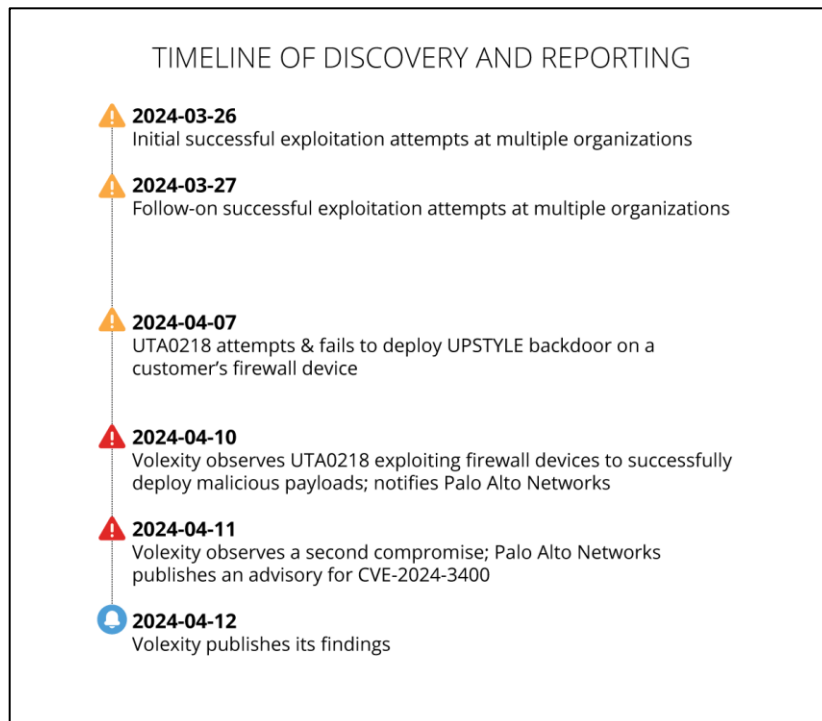 TIMELINE OF DISCOVERY AND REPORTING
2024-03-26
Initial successful exploitation attempts at multiple organizations
2024-03-27
Follow-on successful exploitation attempts at multiple organizations
2024-04-07
UTA0218 attempts & fails to deploy UPSTYLE backdoor on a
customer’s firewall device
2024-04-10
Volexity observes UTA0218 exploiting firewall devices to successfully
deploy malicious payloads; notifies Palo Alto Networks
2024-04-11
Volexity observes a second compromise; Palo Alto Networks
publishes an advisory for CVE-2024-3400
2024-04-12
Volexity publishes its findings